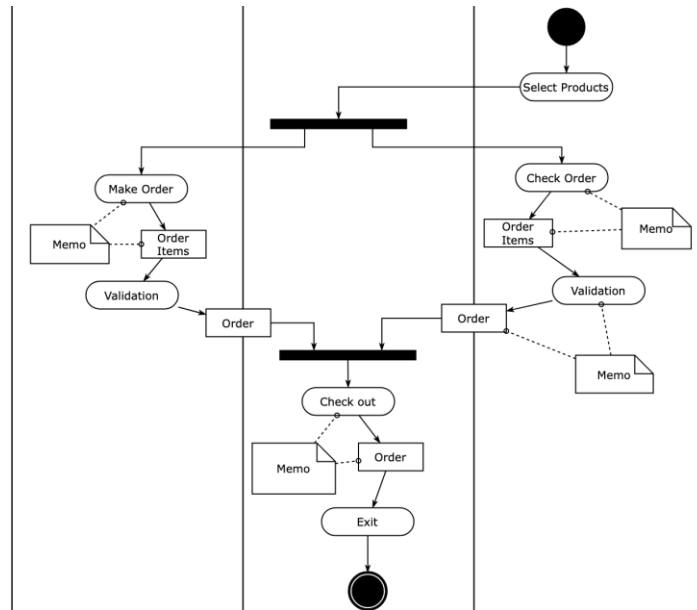 Select Products
Make Order
Check Order
Memo
Order
Items
Order
Items
Memo
Validation
Validation
Order
Order
Memo
Check out
Memo
Order
Exit